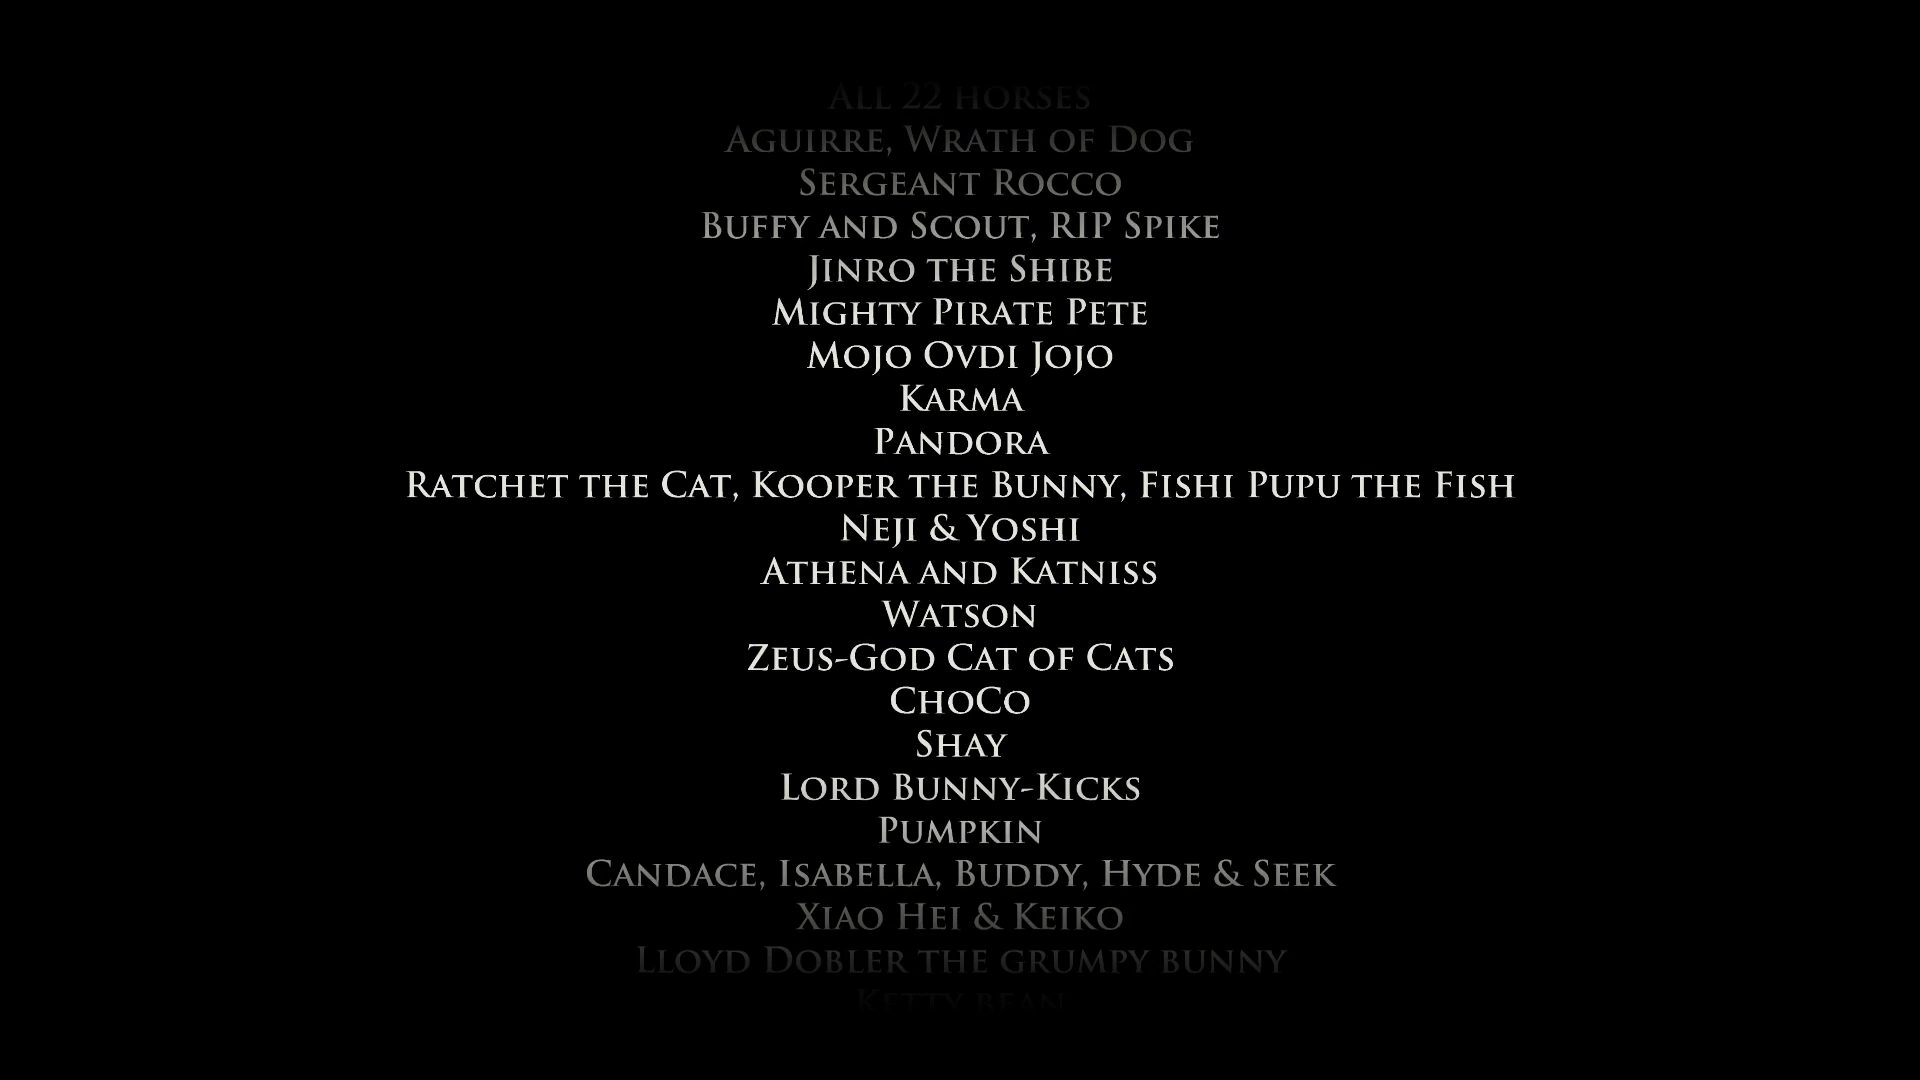 All 22 horses
Aguirre, Wrath of Dog
Sergeant Rocco
Buffy and Scout, RIP Spike
Jinro the Shibe
Mighty Pirate Pete
Mojo Ovdi Jojo
Karma
Pandora
Ratchet the Cat, Kooper the Bunny, Fishi Pupu the Fish
Neji & Yoshi
Athena and Katniss
Watson
Zeus-God Cat of Cats
ChoCo
Shay
Lord Bunny-Kicks
Pumpkin
Candace, Isabella, Buddy, Hyde & Seek
Xiao Hei & Keiko
Lloyd Dobler the grumpy bunny
Ketty bean